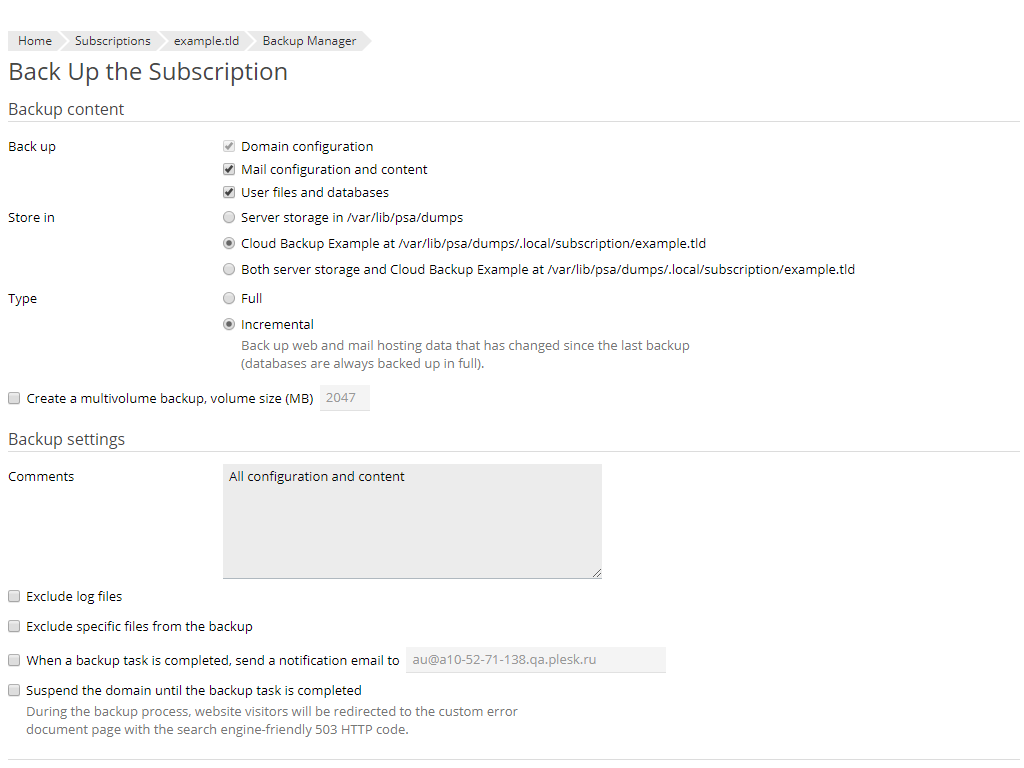 Home Subscriptions example.tld Backup Manager
Back Up the Subscription
Backup content
Back up Domain configuration
Mail configuration and content
User files and databases
Store in Server storage in /var/lib/psa/dumps
Cloud Backup Example at /var/lib/psa/dumps/.local/subscription/example.tld
Both server storage and Cloud Backup Example at /var/lib/psa/dumps/.local/subscription/example.tld
Type Full
Incremental
Back up web and mail hosting data that has changed since the last backup
(databases are always backed up in full).
Create a multivolume backup, volume size (MB) 2047
Backup settings
Comments All configuration and content
Exclude log files
Exclude specific files from the backup
When a backup task is completed, send a notification email to au@a10-52-71-138.qa.plesk.ru
Suspend the domain until the backup task is completed
During the backup process, website visitors will be redirected to the custom error
document page with the search engine-friendly 503 HTTP code.